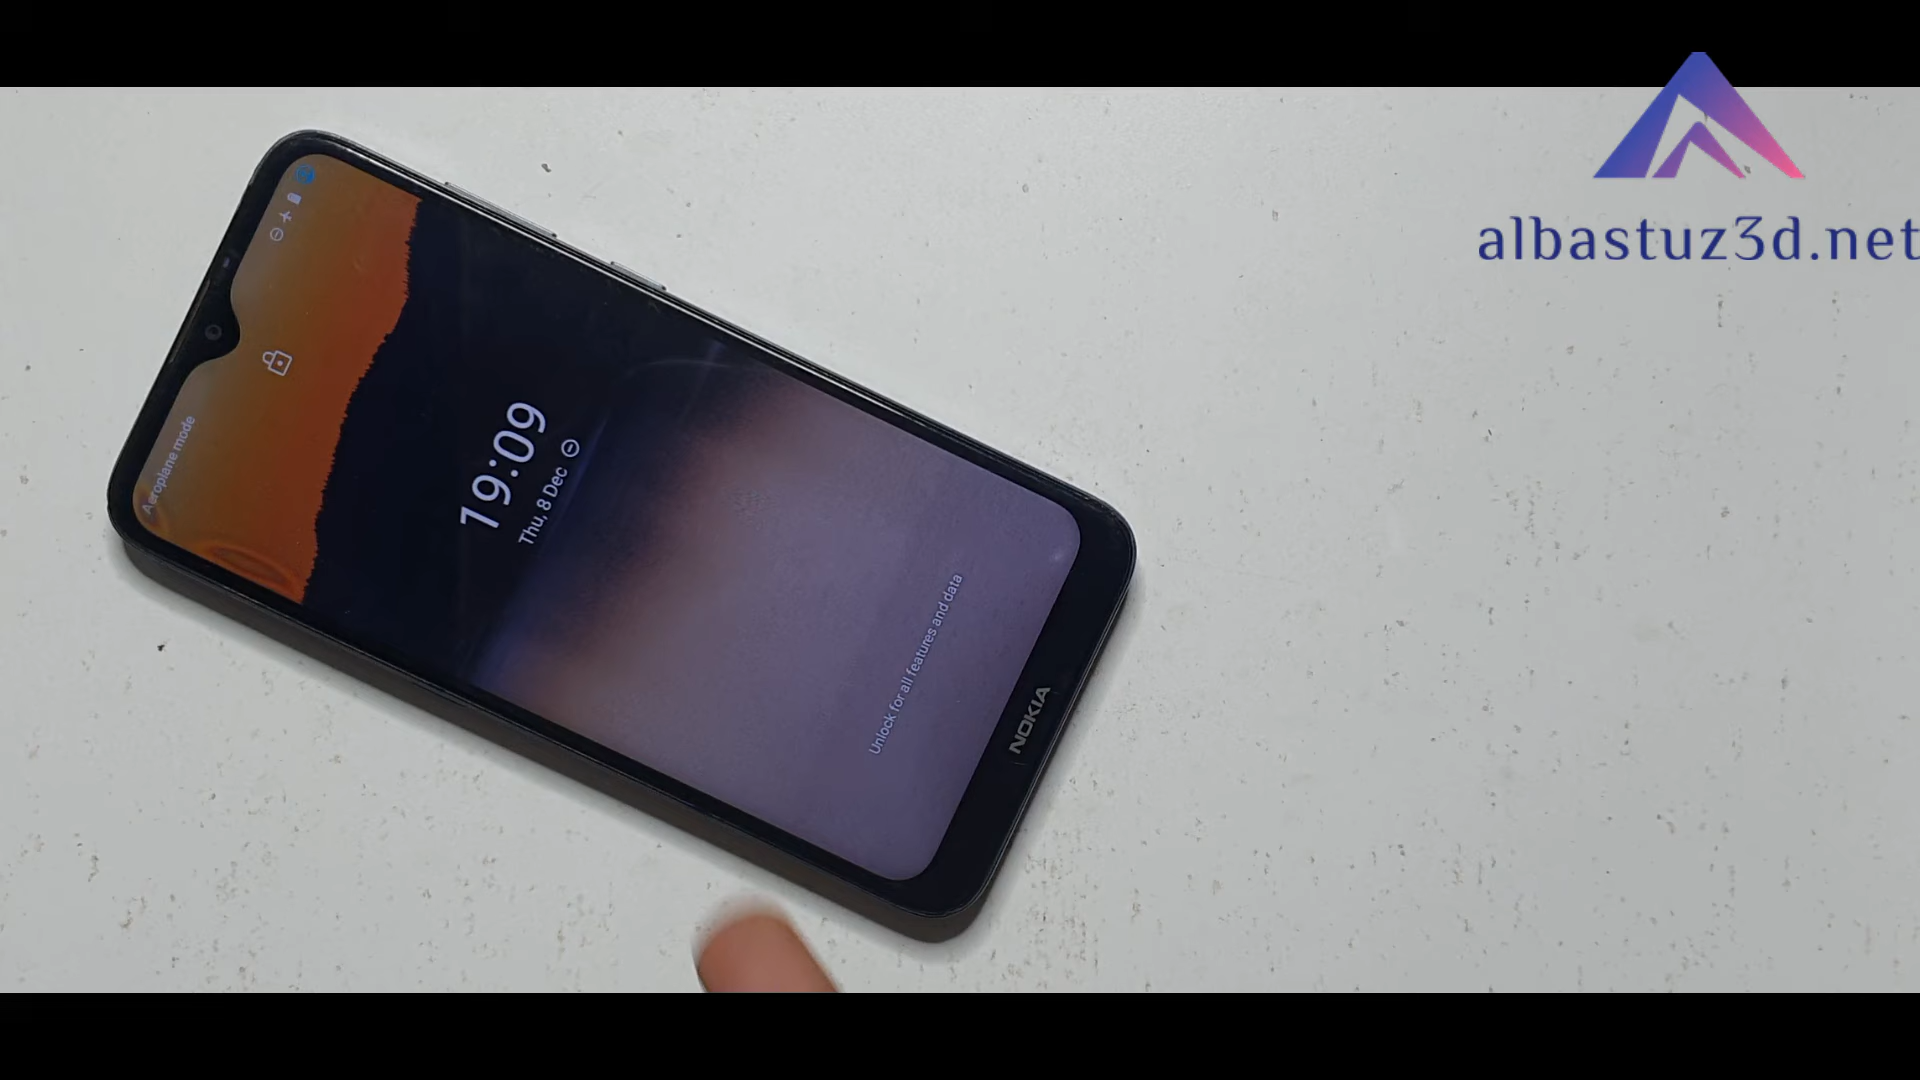 albastuz3d.net
Aeroplane mode
19:09
Thu, 8 Dec
Unlock for all features and data
NOKIA